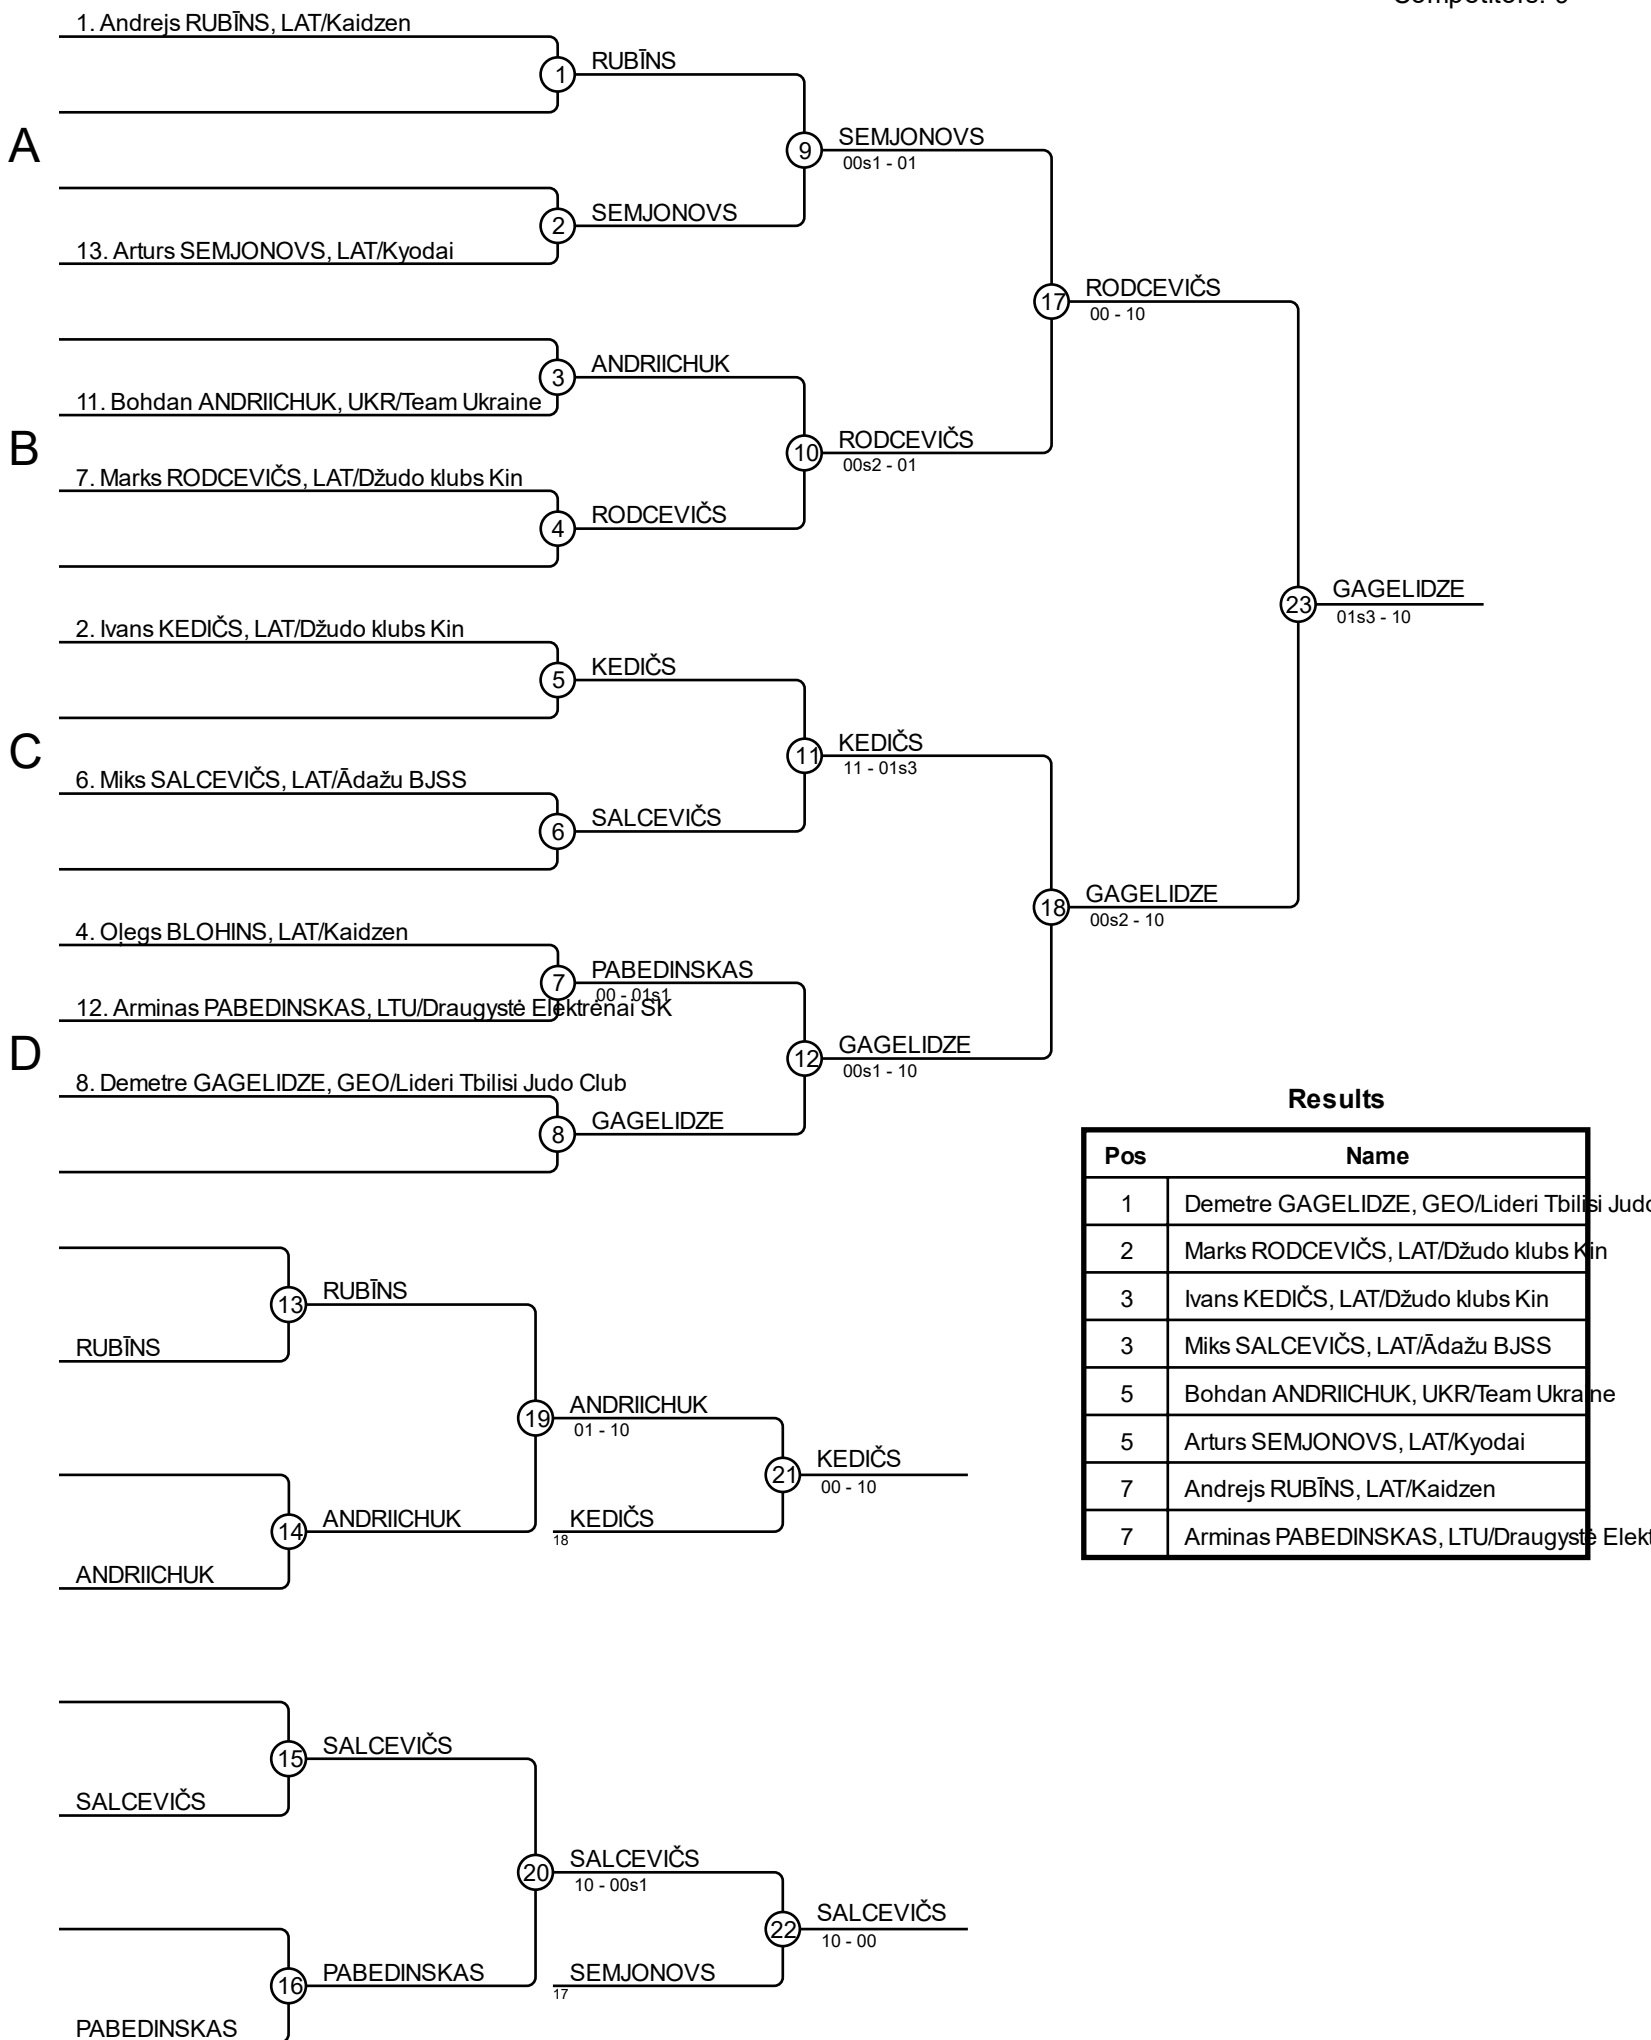 1. Andrejs RUBĪNS, LAT/Kaidzen
1
RUBĪNS
A
9
SEMJONOVS
00s1 - 01
2
SEMJONOVS
13. Arturs SEMJONOVS, LAT/Kyodai
17
RODCEVIČS
00 - 10
3
ANDRIICHUK
11. Bohdan ANDRIICHUK, UKR/Team Ukraine
B
10
RODCEVIČS
00s2 - 01
7. Marks RODCEVIČS, LAT/Džudo klubs Kin
4
RODCEVIČS
23
GAGELIDZE
01s3 - 10
2. Ivans KEDIČS, LAT/Džudo klubs Kin
5
KEDIČS
C
11
KEDIČS
11 - 01s3
6. Miks SALCEVIČS, LAT/Ādažu BJSS
6
SALCEVIČS
18
GAGELIDZE
00s2 - 10
4. Oļegs BLOHINS, LAT/Kaidzen
7
PABEDINSKAS
00 - 01s1
12. Arminas PABEDINSKAS, LTU/Draugystė Elektrėnai SK
D
12
GAGELIDZE
00s1 - 10
8. Demetre GAGELIDZE, GEO/Lideri Tbilisi Judo Club
8
GAGELIDZE
Results
Pos Name
1 Demetre GAGELIDZE, GEO/Lideri Tbilisi Judo
2 Marks RODCEVIČS, LAT/Džudo klubs Kin
3 Ivans KEDIČS, LAT/Džudo klubs Kin
3 Miks SALCEVIČS, LAT/Ādažu BJSS
5 Bohdan ANDRIICHUK, UKR/Team Ukraine
5 Arturs SEMJONOVS, LAT/Kyodai
7 Andrejs RUBĪNS, LAT/Kaidzen
7 Arminas PABEDINSKAS, LTU/Draugystė Elekt
13
RUBĪNS
RUBĪNS
19
ANDRIICHUK
01 - 10
21
KEDIČS
00 - 10
14
ANDRIICHUK
KEDIČS
18
ANDRIICHUK
15
SALCEVIČS
SALCEVIČS
20
SALCEVIČS
10 - 00s1
22
SALCEVIČS
10 - 00
16
PABEDINSKAS
SEMJONOVS
17
PABEDINSKAS